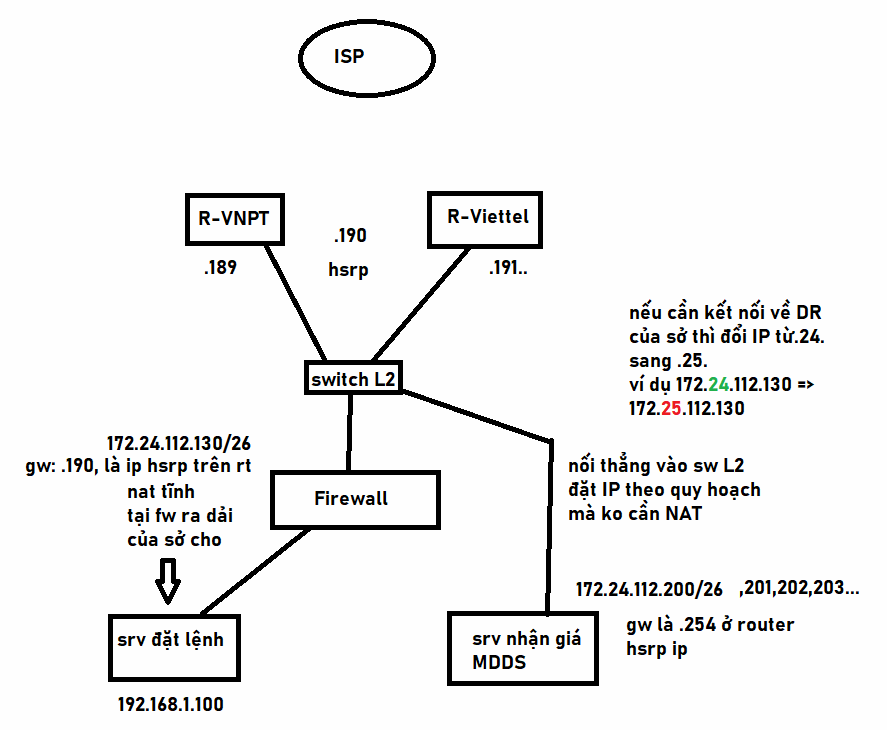 ISP
R-VNPT
R-Viettel
.190
hsrp
.189
.191..
nếu cần kết nối về DR
của sở thì đổi IP từ.24.
sang .25.
ví dụ 172.24.112.130 =>
172.25.112.130
switch L2
172.24.112.130/26
gw: .190, là ip hsrp trên rt
nat tĩnh
tại fw ra dải
của sở cho
Firewall
nối thẳng vào sw L2
đặt IP theo quy hoạch
mà ko cần NAT
172.24.112.200/26 ,201,202,203...
gw là .254 ở router
hsrp ip
srv đặt lệnh
192.168.1.100
srv nhận giá
MDDS